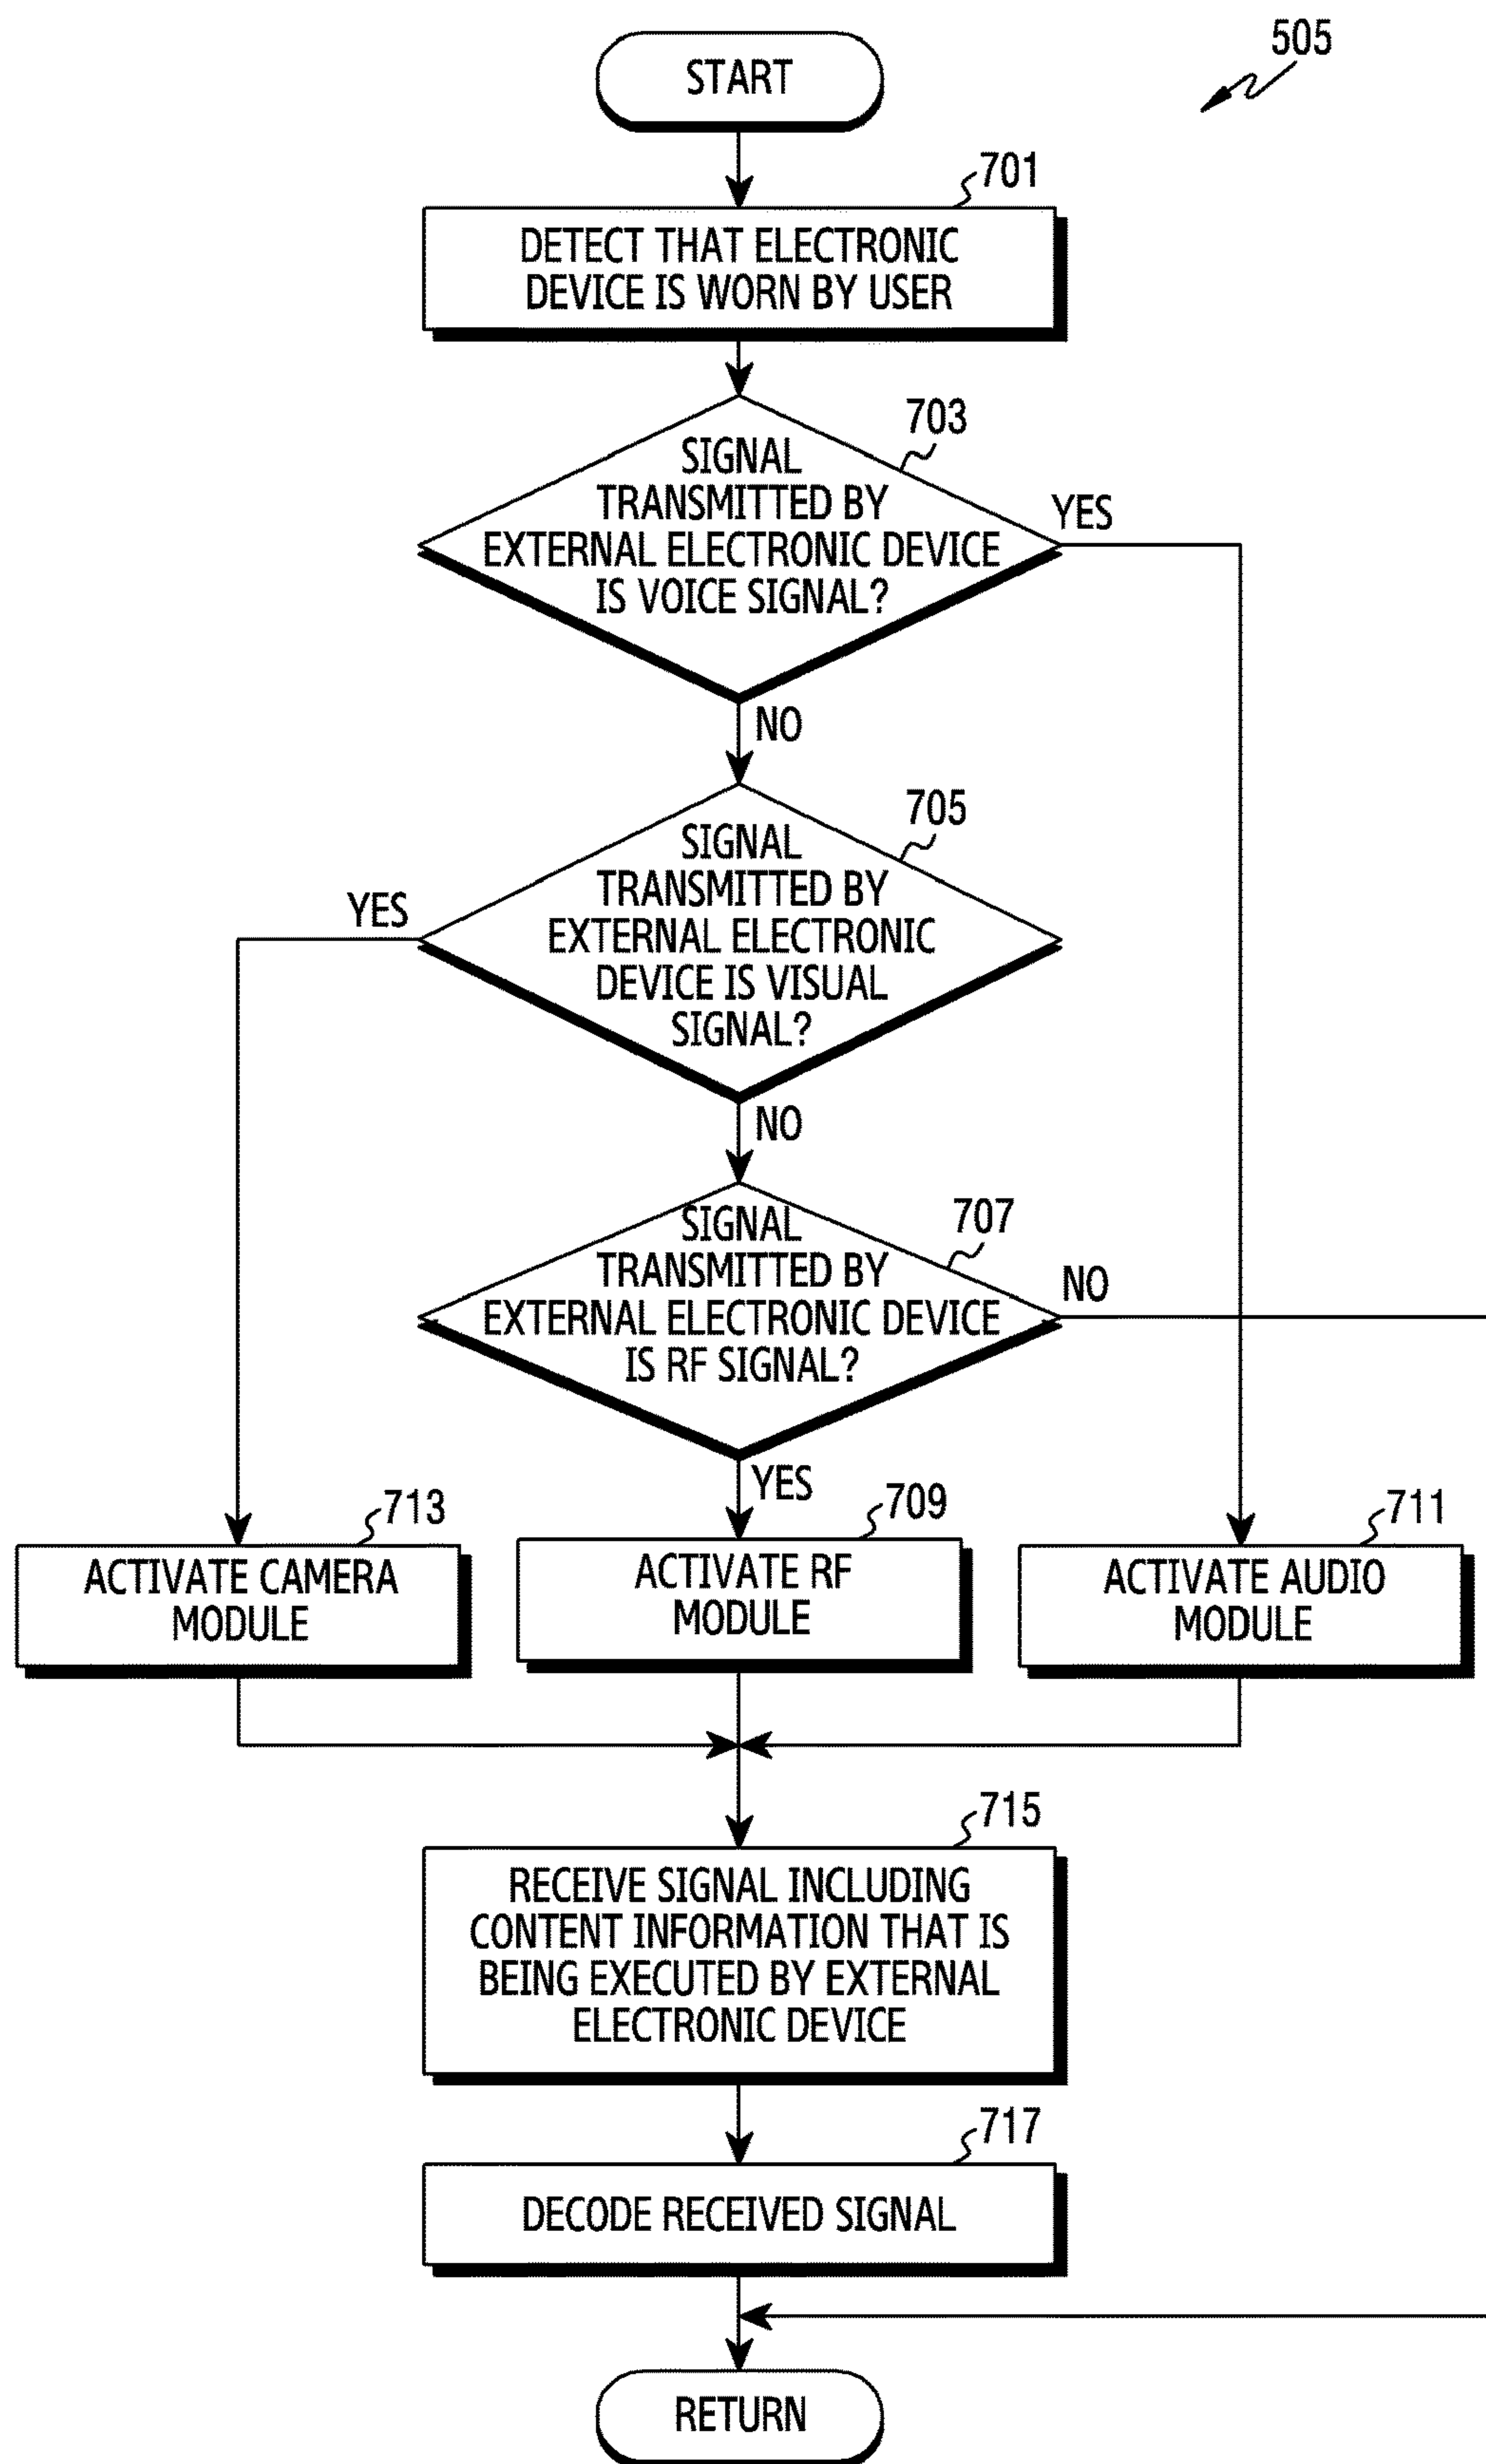 START
505
701
DETECT THAT ELECTRONIC
DEVICE IS WORN BY USER
703
SIGNAL
TRANSMITTED BY
EXTERNAL ELECTRONIC DEVICE
IS VOICE SIGNAL?
YES
NO
705
SIGNAL
TRANSMITTED BY
EXTERNAL ELECTRONIC
DEVICE IS VISUAL
SIGNAL?
YES
NO
707
SIGNAL
TRANSMITTED BY
EXTERNAL ELECTRONIC DEVICE
IS RF SIGNAL?
NO
YES
713
ACTIVATE CAMERA
MODULE
709
ACTIVATE RF
MODULE
711
ACTIVATE AUDIO
MODULE
715
RECEIVE SIGNAL INCLUDING
CONTENT INFORMATION THAT IS
BEING EXECUTED BY EXTERNAL
ELECTRONIC DEVICE
717
DECODE RECEIVED SIGNAL
RETURN